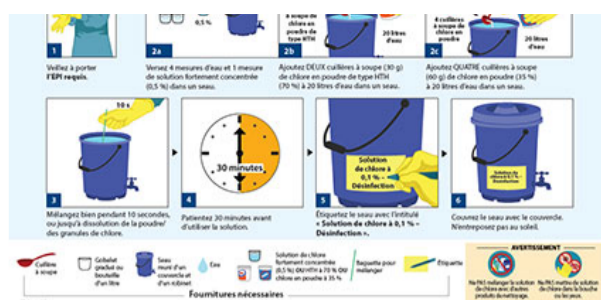 0,5 %
à soupe
de chlore
en poudre
de type HTH
20 litres
d'eau
4 cuillères
à soupe
de chlore
en
poudre
20 litres
d'eau
1
2a
2b
2c
Veillez à porter
l'EPI requis.
Versez 4 mesures d'eau et 1 mesure
de solution fortement concentrée
(0,5 %) dans un seau.
Ajoutez DEUX cuillères à soupe (30 g)
de chlore en poudre de type HTH
(70 %) à 20 litres d'eau dans un seau.
Ajoutez QUATRE cuillères à soupe
(60 g) de chlore en poudre (35 %)
à 20 litres d'eau dans un seau.
10 s
30 minutes
Solution
de chlore à
0,1 % –
Désinfection
Solution de
chlore à 0,1 % –
Désinfection
3
4
5
6
Mélangez bien pendant 10 secondes,
ou jusqu'à dissolution de la poudre/
des granules de chlore.
Patientez 30 minutes avant
d'utiliser la solution.
Étiquetez le seau avec l'intitulé
« Solution de chlore à 0,1 % –
Désinfection ».
Couvrez le seau avec le couvercle.
N'entreposez pas au soleil.
Cuillère
à soupe
Gobelet
gradué ou
bouteille
d'un litre
Seau
muni d'un
couvercle et
d'un robinet
Eau
Solution de chlore
fortement concentrée
(0,5 %) OU HTH à 70 % OU
chlore en poudre à 35 %
Baguette pour
mélanger
Étiquette
Fournitures nécessaires
AVERTISSEMENT
Ne PAS mélanger la solution
de chlore avec d'autres
produits de nettoyage.
Ne PAS mettre de solution
de chlore dans la bouche
ou les yeux.